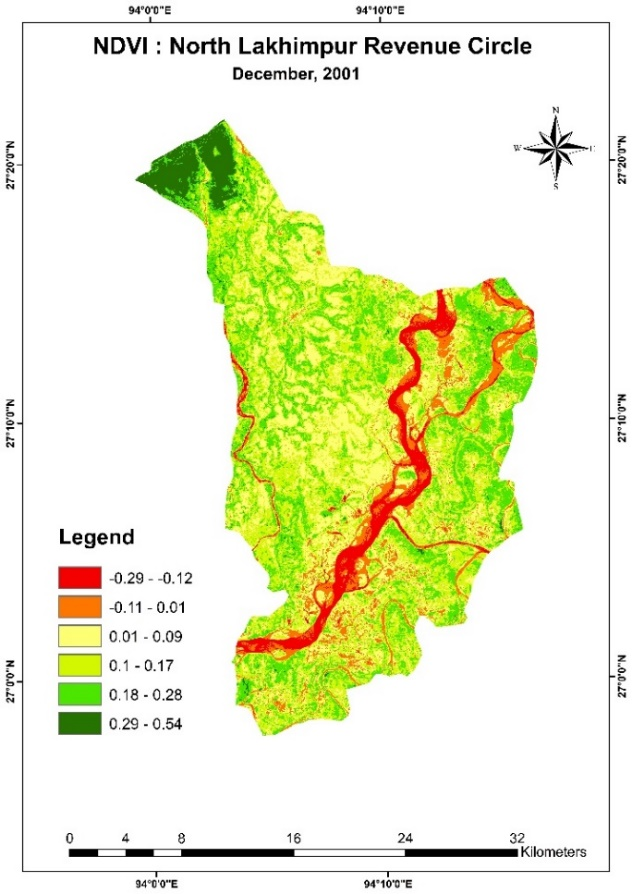 94°0'0"E 94°10'0"E
NDVI : North Lakhimpur Revenue Circle
December, 2001
N
W E
S
27°20'0"N 27°20'0"N
27°10'0"N 27°10'0"N
Legend
-0.29 - -0.12
-0.11 - 0.01
0.01 - 0.09
0.1 - 0.17
0.18 - 0.28
0.29 - 0.54
27°0'0"N 27°0'0"N
0 4 8 16 24 32
Kilometers
94°0'0"E 94°10'0"E